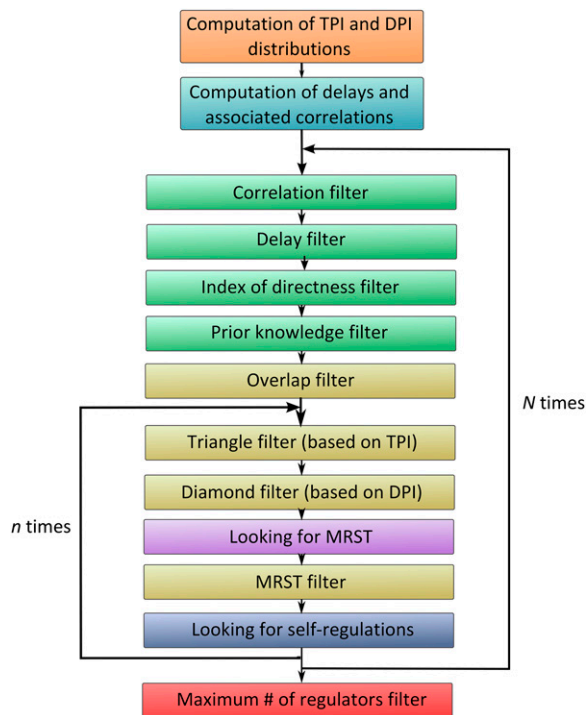 Computation of TPI and DPI
distributions
Computation of delays and
associated correlations
Correlation filter
Delay filter
Index of directness filter
Prior knowledge filter
Overlap filter
N times
Triangle filter (based on TPI)
Diamond filter (based on DPI)
n times
Looking for MRST
MRST filter
Looking for self-regulations
Maximum # of regulators filter